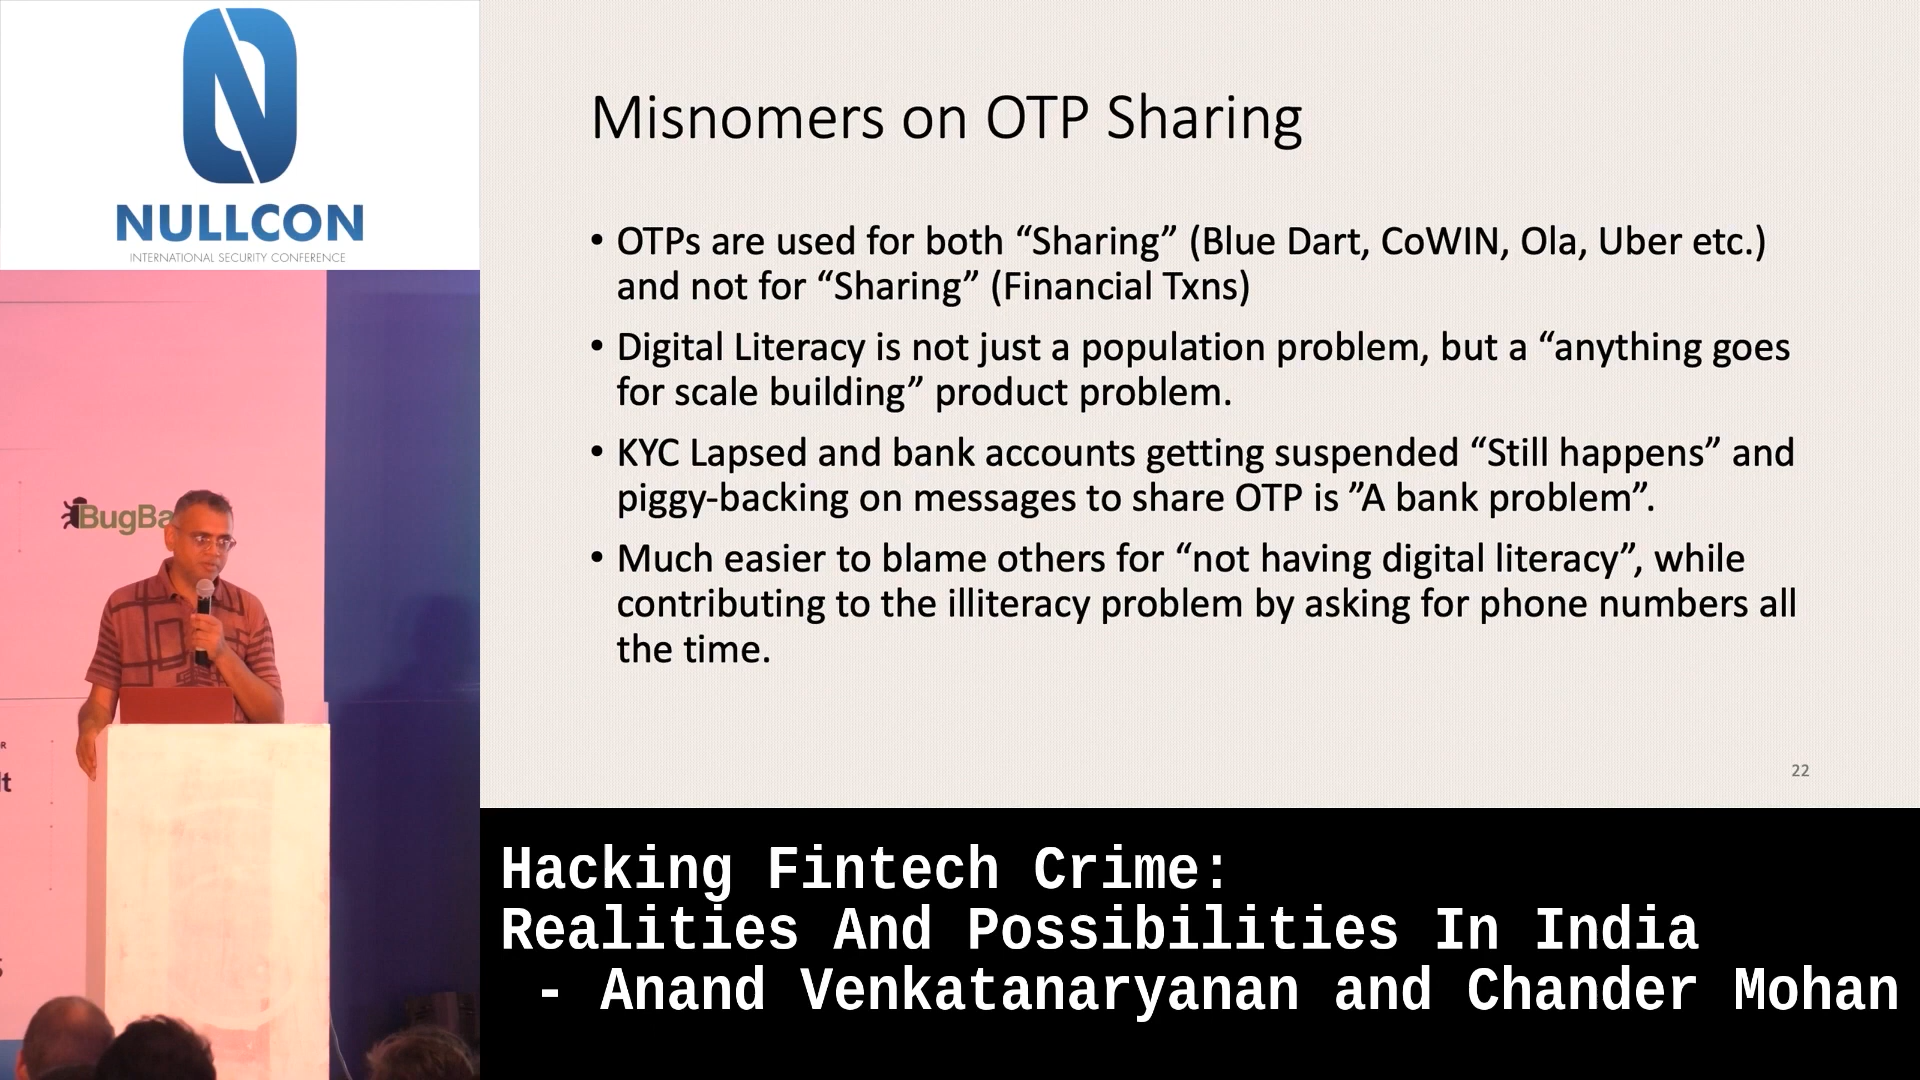 NULLCON
INTERNATIONAL SECURITY CONFERENCE
Misnomers on OTP Sharing
• OTPs are used for both “Sharing” (Blue Dart, CoWIN, Ola, Uber etc.)
and not for “Sharing” (Financial Txns)
• Digital Literacy is not just a population problem, but a “anything goes
for scale building” product problem.
• KYC Lapsed and bank accounts getting suspended “Still happens” and
piggy-backing on messages to share OTP is ”A bank problem”.
• Much easier to blame others for “not having digital literacy”, while
contributing to the illiteracy problem by asking for phone numbers all
the time.
22
BugBa
Hacking Fintech Crime:
Realities And Possibilities In India
- Anand Venkatanaryanan and Chander Mohan